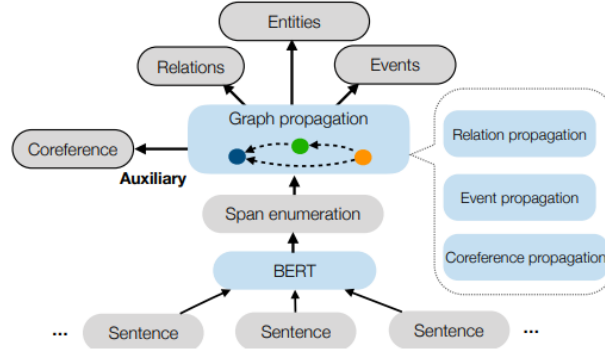 Entities
Relations
Events
Graph propagation
Coreference
Auxiliary
Relation propagation
Span enumeration
Event propagation
BERT
Coreference propagation
... Sentence Sentence Sentence ...